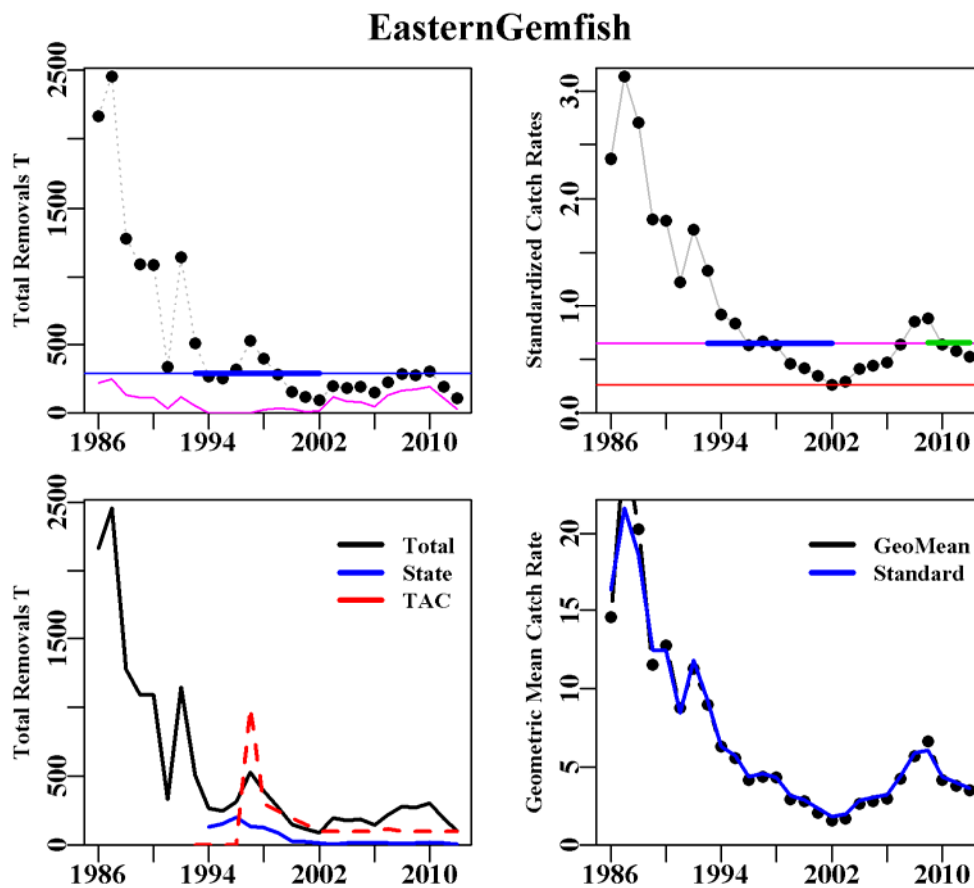 EasternGemfish
Total Removals T
2500
1500
500
0
1986 1994 2002 2010
Standardized Catch Rates
3.0
2.0
1.0
0.0
1986 1994 2002 2010
Total Removals T
2500
1500
500
0
Total
State
TAC
1986 1994 2002 2010
Geometric Mean Catch Rate
20
15
10
5
0
GeoMean
Standard
1986 1994 2002 2010